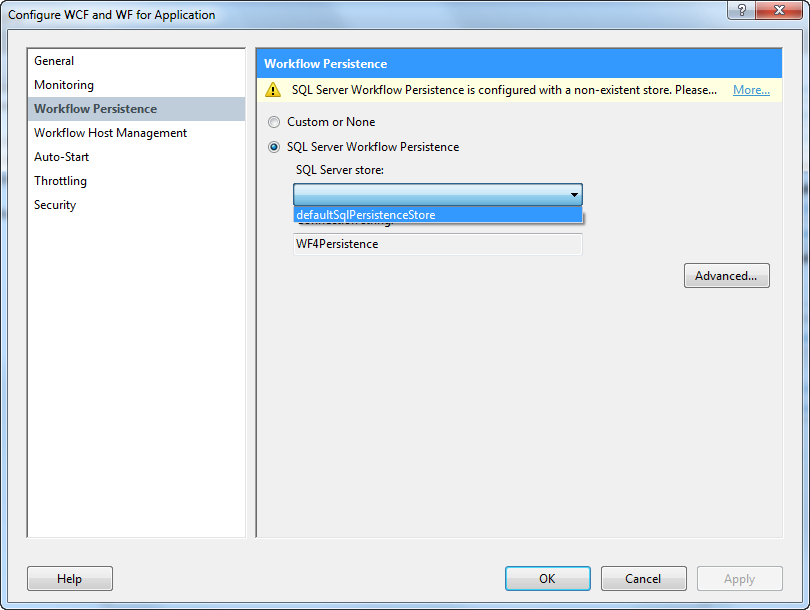 Configure WCF and WF for Application
General
Monitoring
Workflow Persistence
Workflow Host Management
Auto-Start
Throttling
Security
Workflow Persistence
SQL Server Workflow Persistence is configured with a non-existent store. Please... More...
Custom or None
SQL Server Workflow Persistence
SQL Server store:
defaultSqlPersistenceStore
WF4Persistence
Advanced...
Help
OK
Cancel
Apply